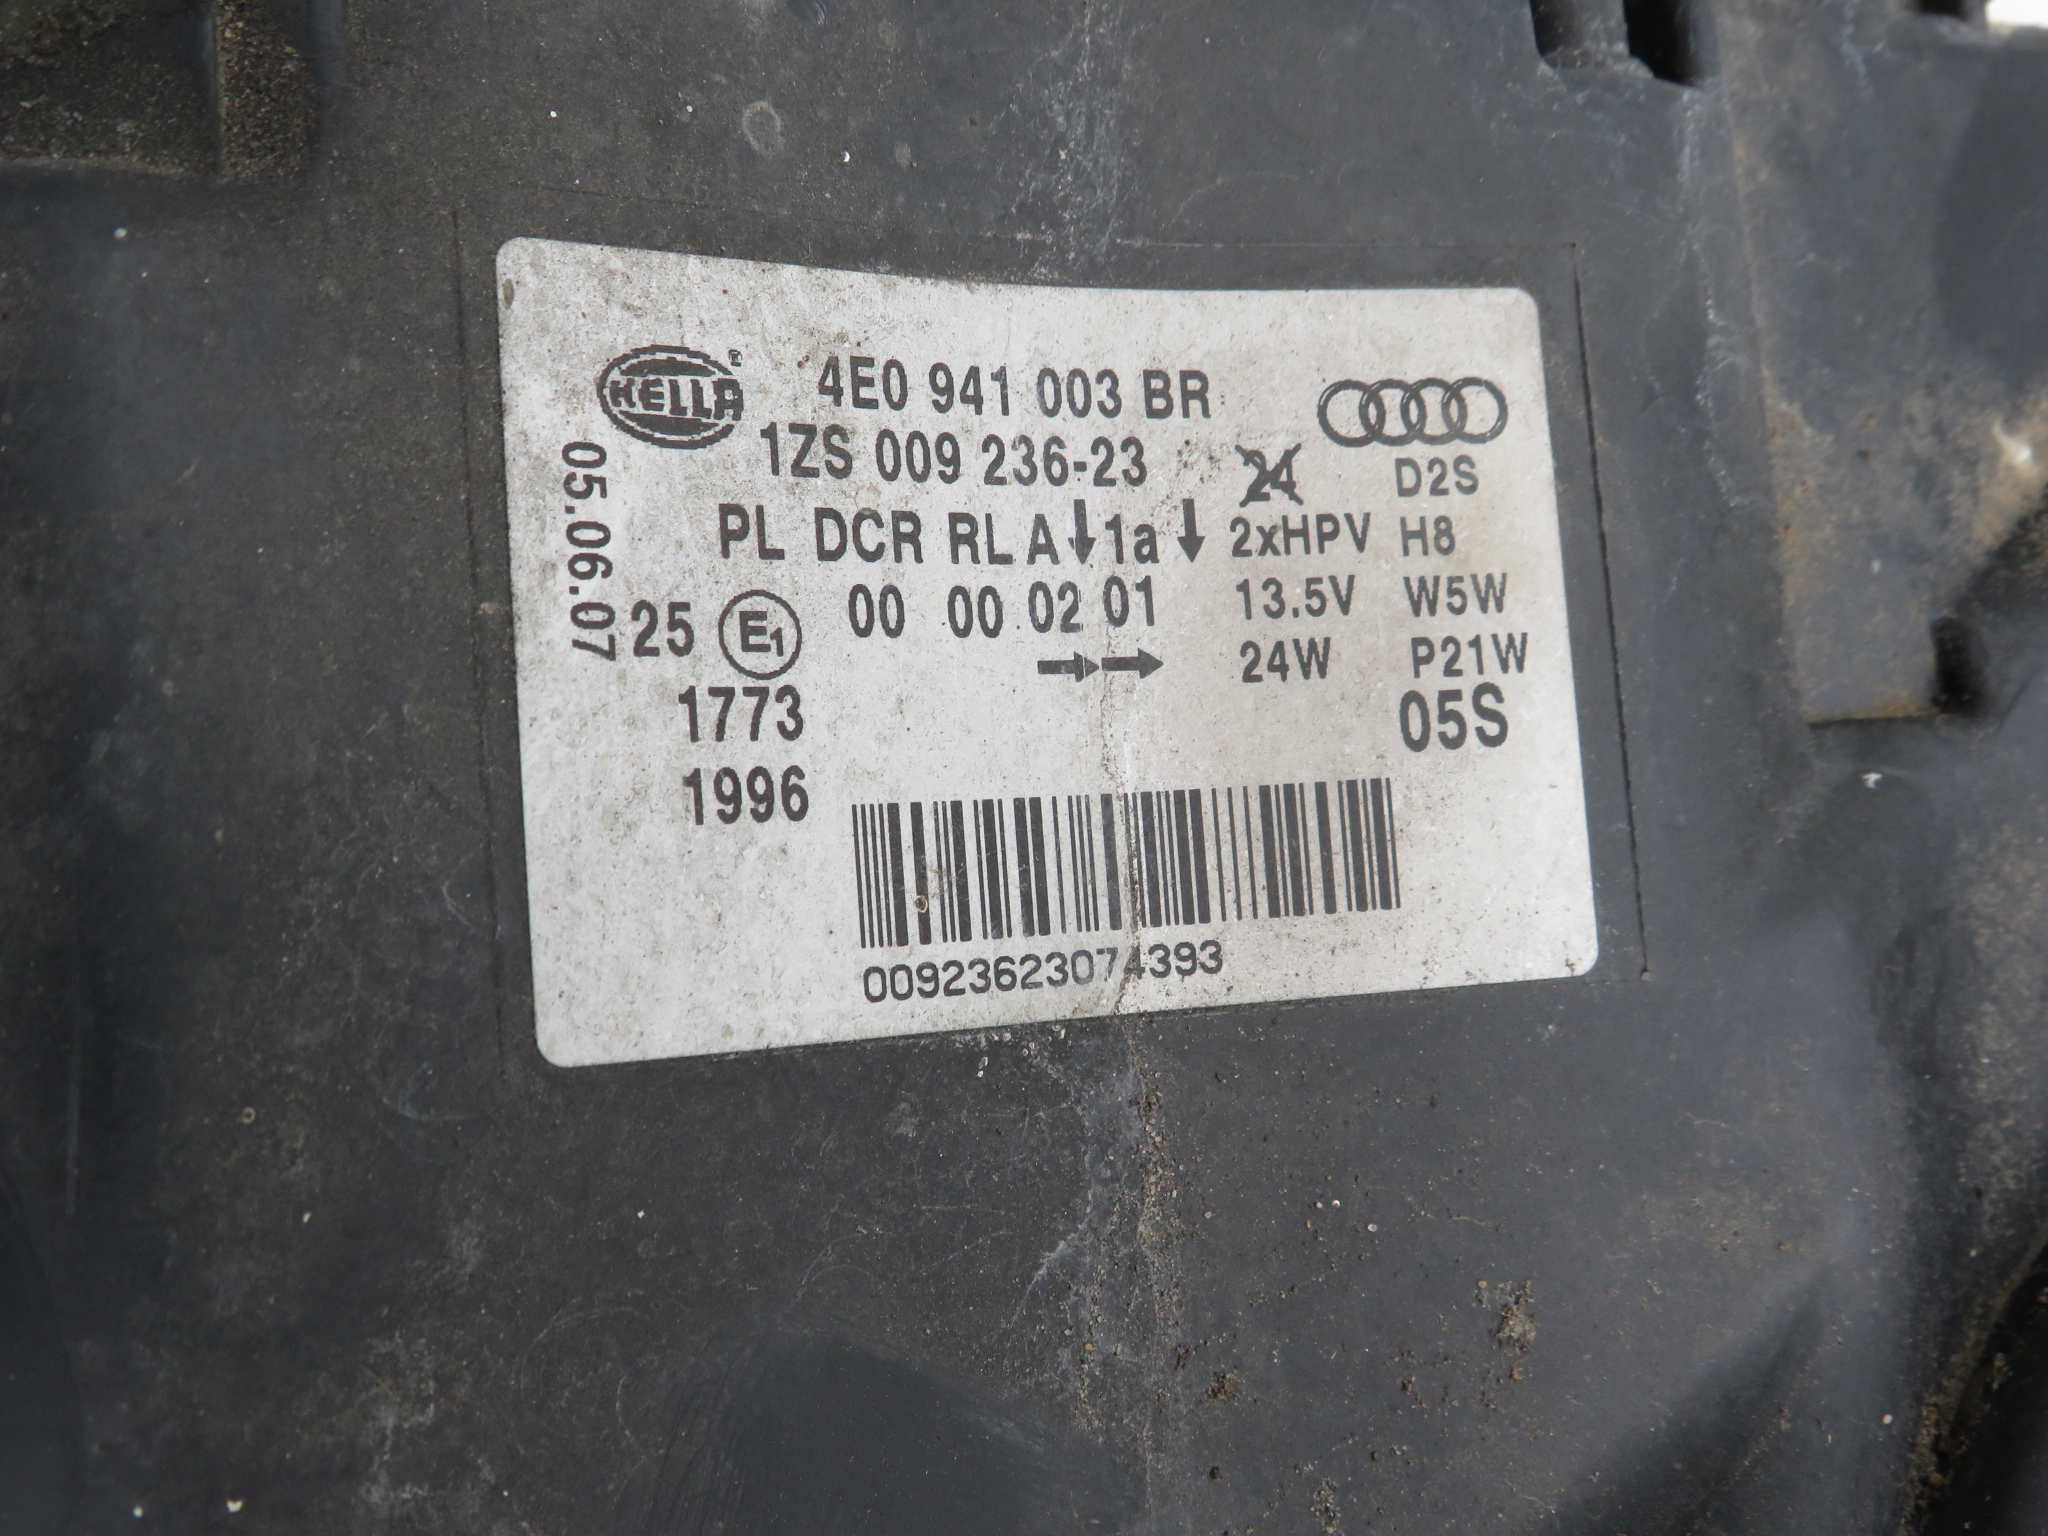 HELLA 4E0 941 003 BR
1ZS 009 236-23 24 D2S
PL DCR RL A 1a 2xHPV H8
25 E1 00 00 02 01 13.5V W5W
24W P21W
1773 05S
1996
05.06.07
00923623074393